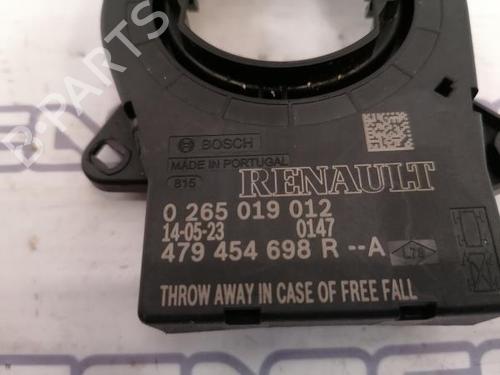 B-PARTS
BOSCH
MADE IN PORTUGAL
815
RENAULT
0 265 019 012
14-05-23 0147
479 454 698 R --A
L78
THROW AWAY IN CASE OF FREE FALL